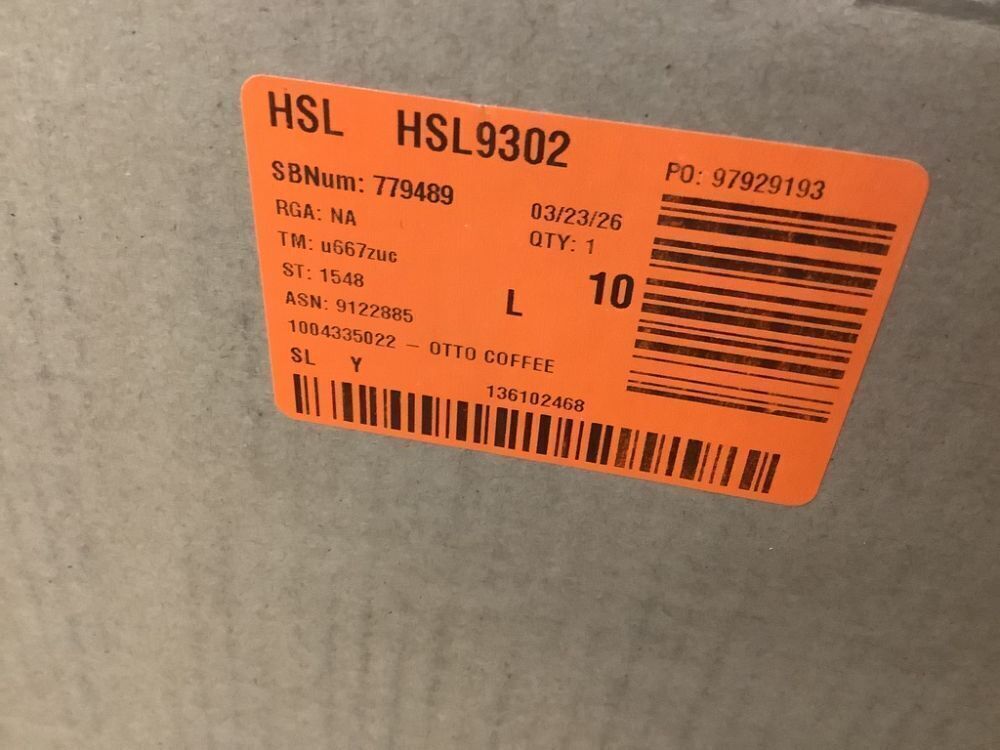 HSL HSL9302
PO: 97929193
SBNum: 779489
03/23/26
RGA: NA
QTY: 1
TM: u667zuc
ST: 1548
L 10
ASN: 9122885
1004335022 – OTTO COFFEE
SL Y
136102468